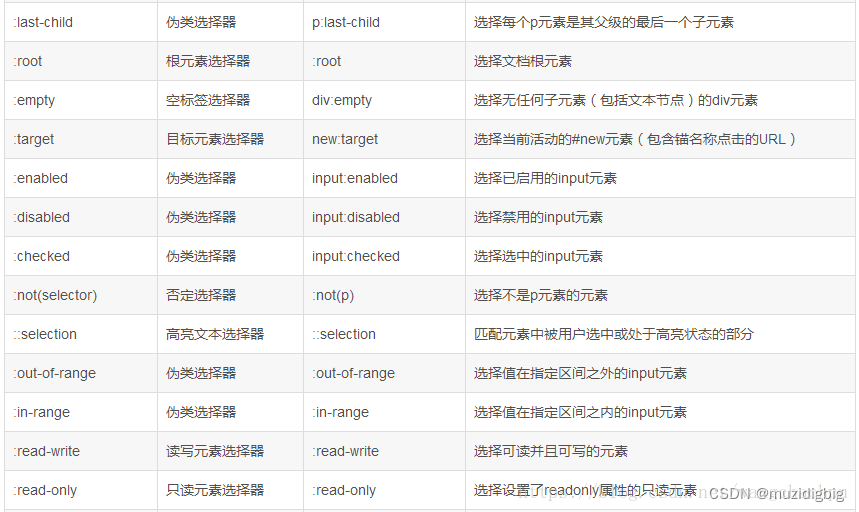 :last-child 伪类选择器 p:last-child 选择每个p元素是其父级的最后一个子元素
:root 根元素选择器 :root 选择文档根元素
:empty 空标签选择器 div:empty 选择无任何子元素（包括文本节点）的div元素
:target 目标元素选择器 new:target 选择当前活动的#new元素（包含锚名称点击的URL）
:enabled 伪类选择器 input:enabled 选择已启用的input元素
:disabled 伪类选择器 input:disabled 选择禁用的input元素
:checked 伪类选择器 input:checked 选择选中的input元素
:not(selector) 否定选择器 :not(p) 选择不是p元素的元素
::selection 高亮文本选择器 ::selection 匹配元素中被用户选中或处于高亮状态的部分
:out-of-range 伪类选择器 :out-of-range 选择值在指定区间之外的input元素
:in-range 伪类选择器 :in-range 选择值在指定区间之内的input元素
:read-write 读写元素选择器 :read-write 选择可读并且可写的元素
:read-only 只读元素选择器 :read-only 选择设置了readonly属性的只读元素
CSDN @muzidigbig